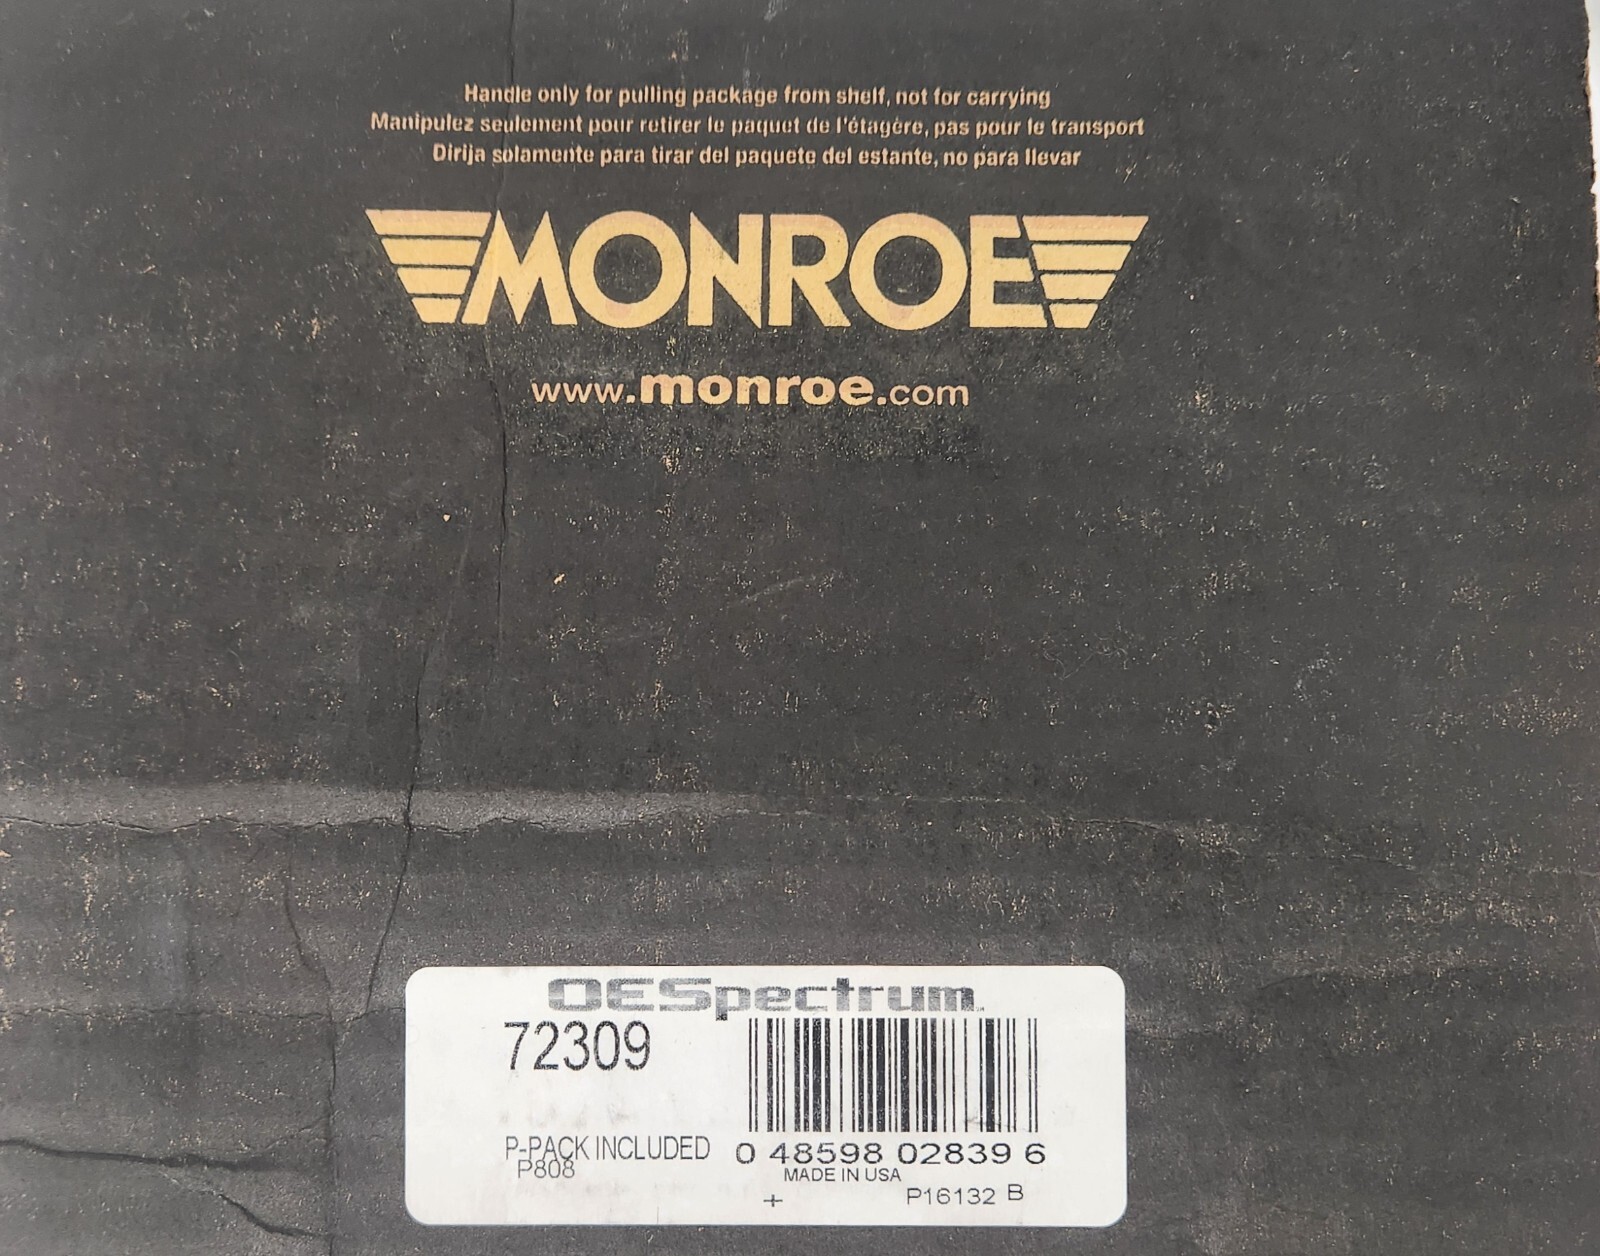 Handle only for pulling package from shelf, not for carrying
Manipulez seulement pour retirer le paquet de l'étagère, pas pour le transport
Dirija solamente para tirar del paquete del estante, no para llevar
MONROE
www.monroe.com
OESpectrum
72309
P-PACK INCLUDED
P808
0 48598 02839 6
MADE IN USA
+ P16132 B